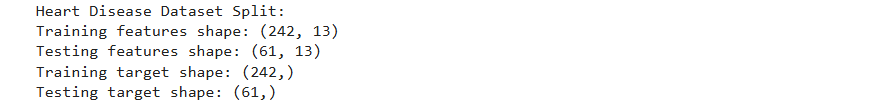 Heart Disease Dataset Split:
Training features shape: (242, 13)
Testing features shape: (61, 13)
Training target shape: (242,)
Testing target shape: (61,)